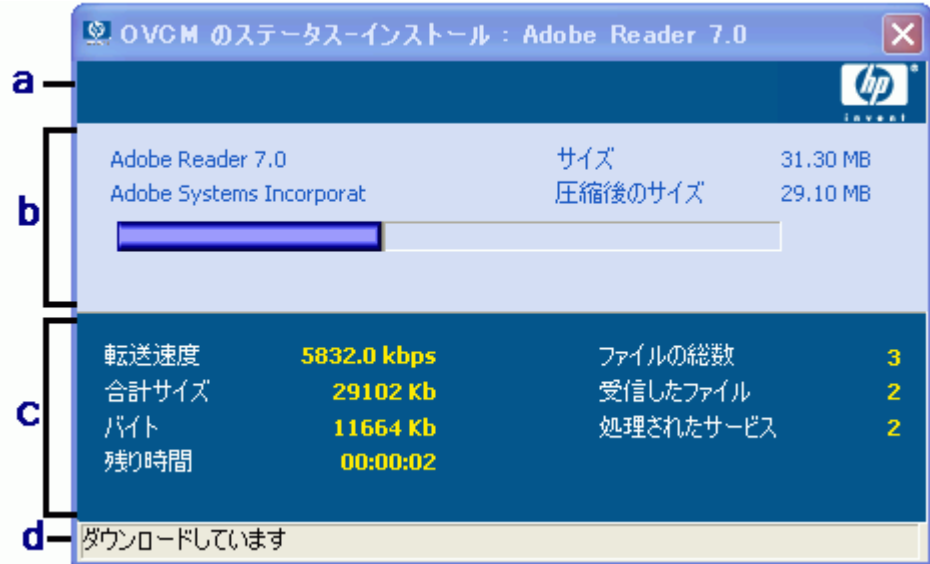 OVCM のステータス-インストール : Adobe Reader 7.0
a
hp
invent
b
Adobe Reader 7.0 サイズ 31.30 MB
Adobe Systems Incorporat 圧縮後のサイズ 29.10 MB
c
転送速度 5832.0 kbps ファイルの総数 3
合計サイズ 29102 Kb 受信したファイル 2
バイト 11664 Kb 処理されたサービス 2
残り時間 00:00:02
d
ダウンロードしています